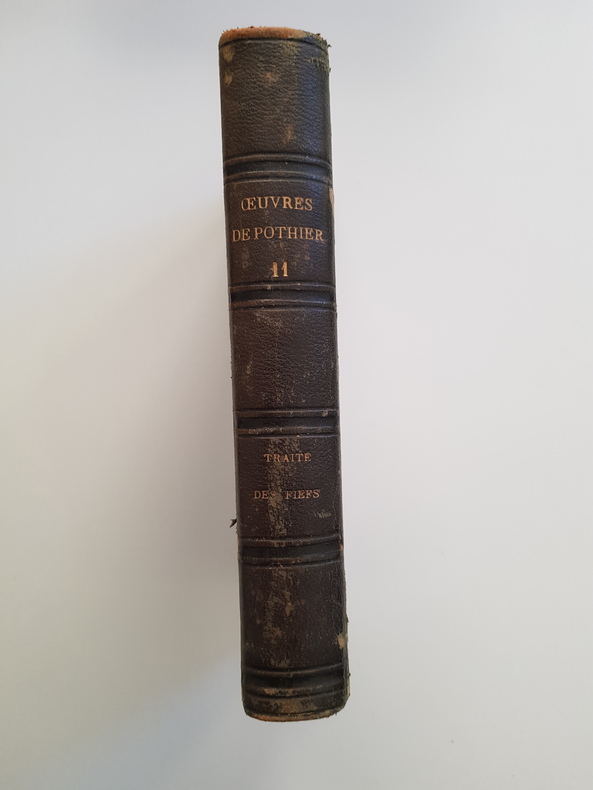 ŒUVRES
DE POTHIER
11
TRAITÉ
DES FIEFS